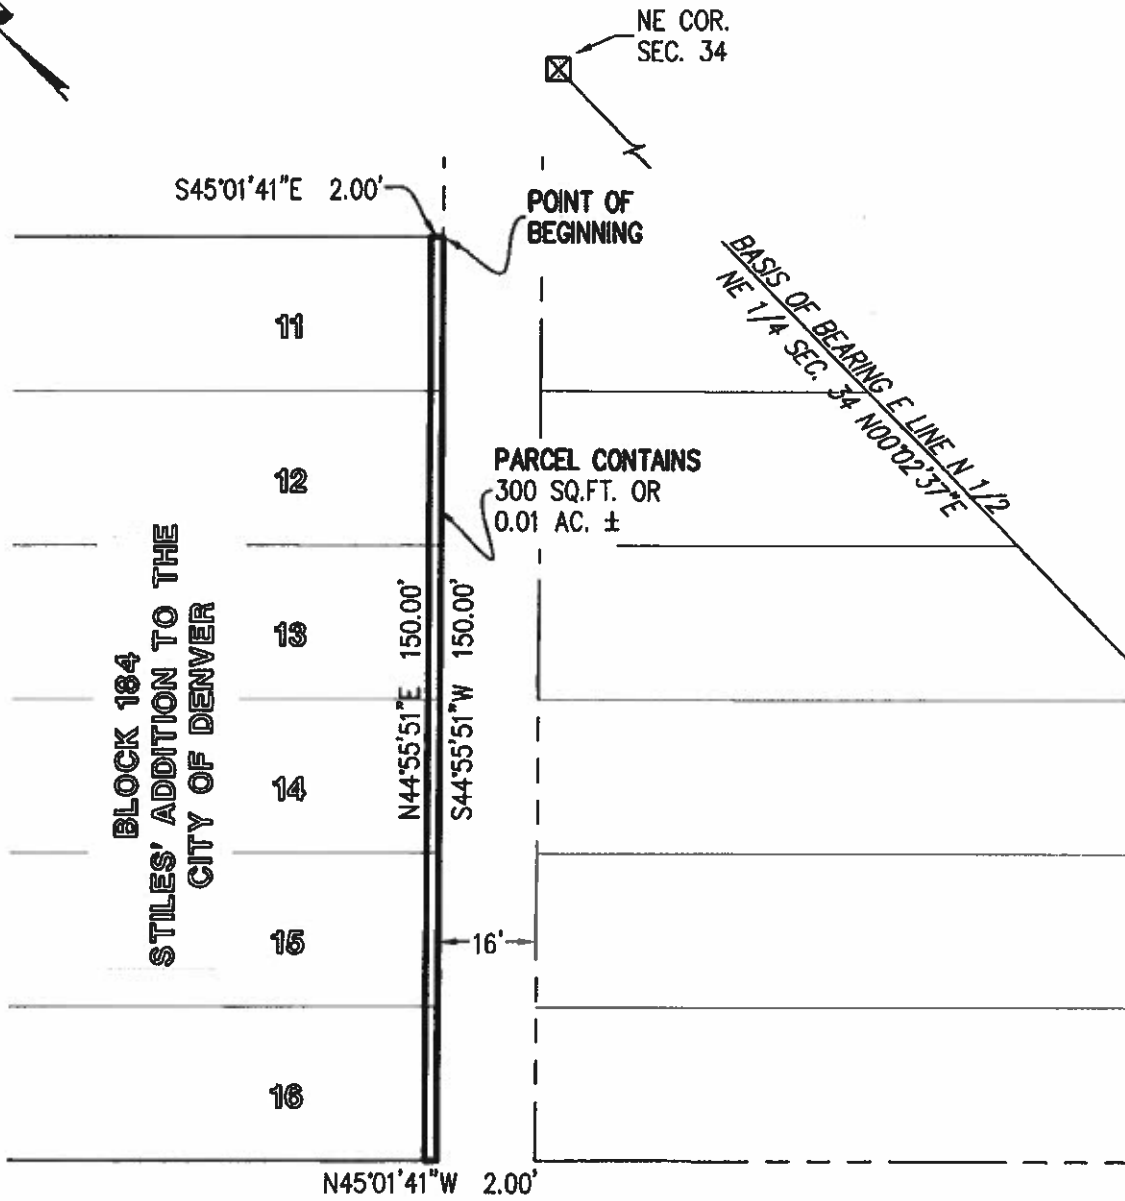 NE COR.
SEC. 34
S45°01'41"E 2.00'
POINT OF
BEGINNING
BASIS OF BEARING E LINE N 1/2
NE 1/4 SEC. 34 N00°02'37"E
11
PARCEL CONTAINS
300 SQ.FT. OR
0.01 AC. ±
12
BLOCK 184
STILES' ADDITION TO THE
CITY OF DENVER
13
N44°55'51"E 150.00'
S44°55'51"W 150.00'
14
15
16'
16
N45°01'41"W 2.00'